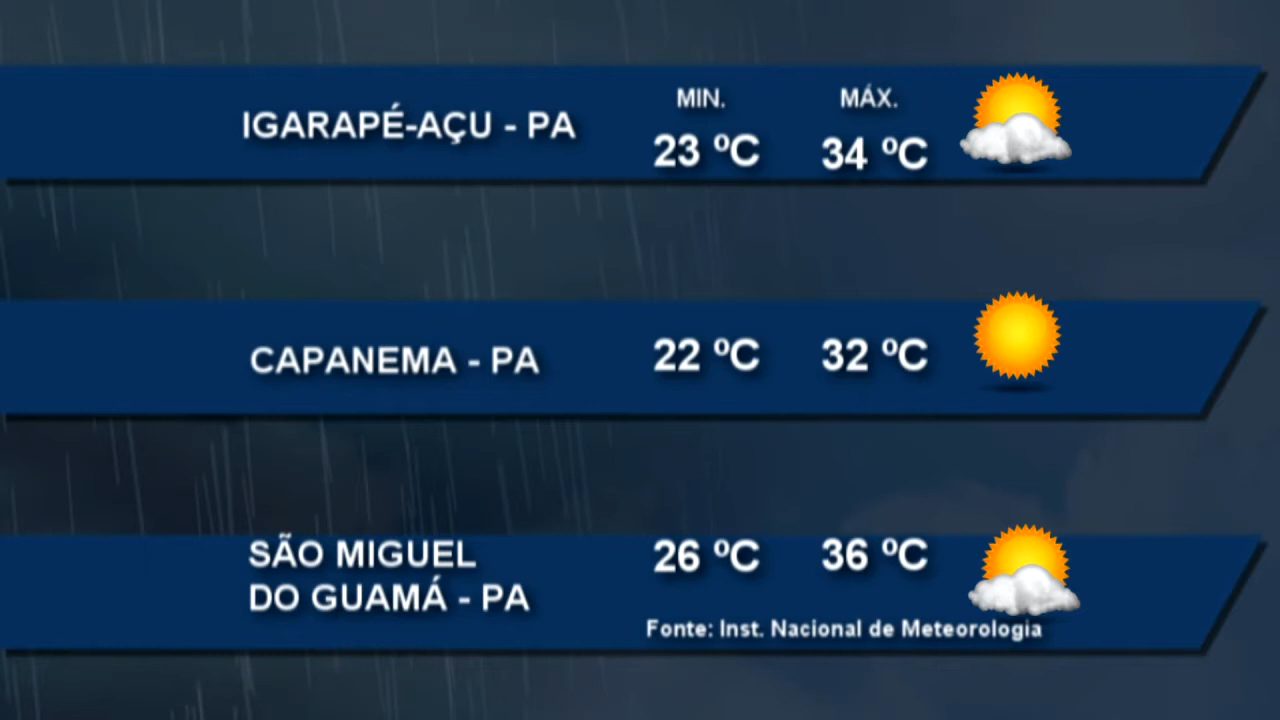 MIN. MÁX.
IGARAPÉ-AÇU - PA 23 ºC 34 ºC
CAPANEMA - PA 22 ºC 32 ºC
SÃO MIGUEL 26 ºC 36 ºC
DO GUAMÁ - PA
Fonte: Inst. Nacional de Meteorologia